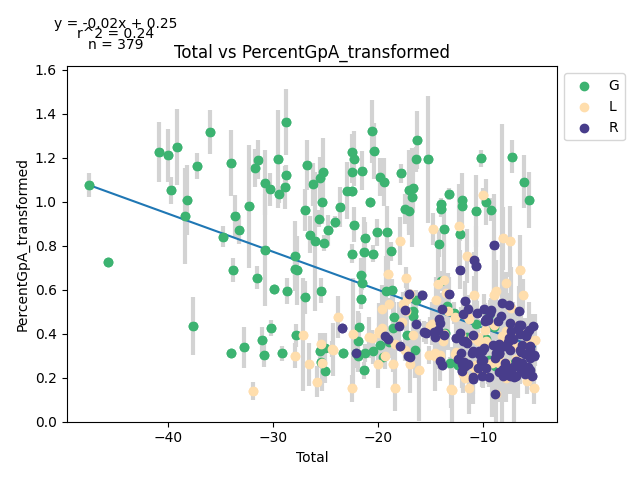 y = -0.02x + 0.25
r^2 = 0.24
n = 379
Total vs PercentGpA_transformed
1.6
1.4
1.2
1.0
0.8
0.6
0.4
0.2
0.0
PercentGpA_transformed
−40
−30
−20
−10
Total
G
L
R